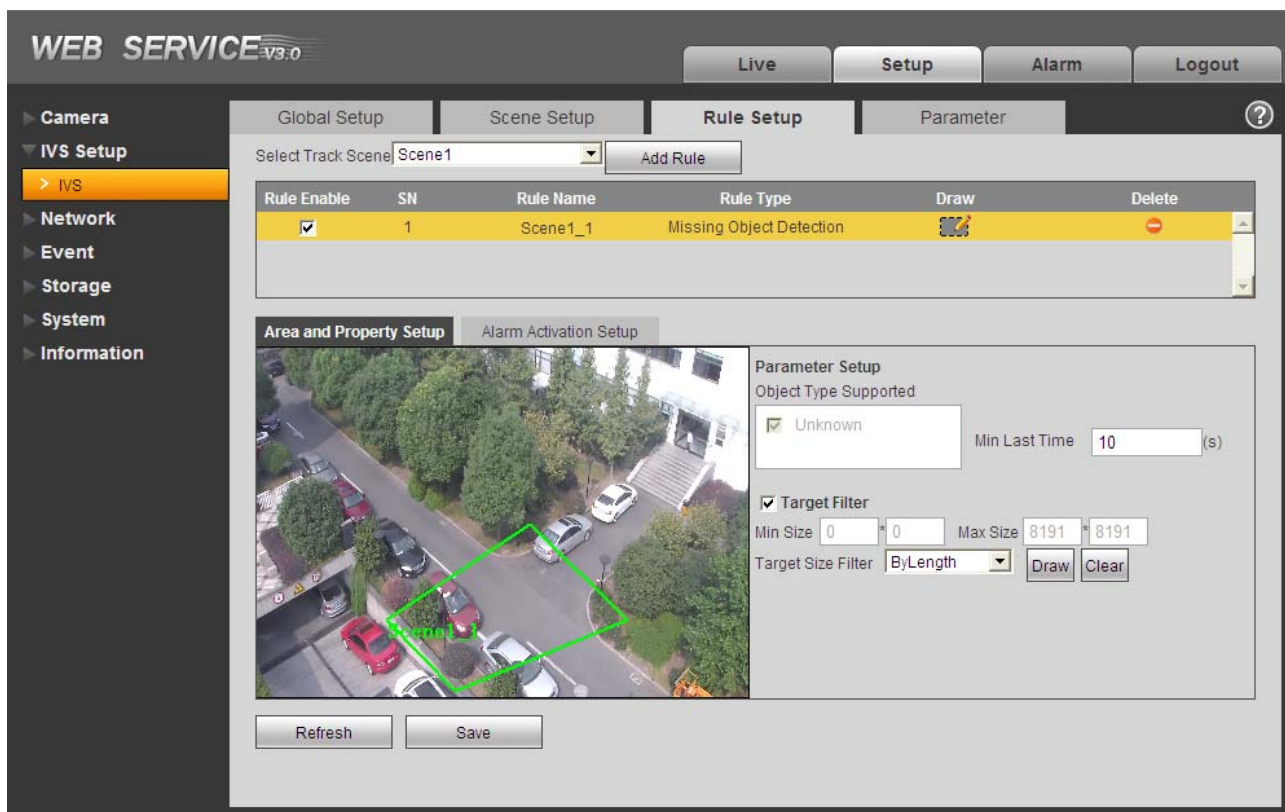 WEB SERVICE V3.0
Live Setup Alarm Logout
Camera
IVS Setup
> IVS
Network
Event
Storage
System
Information
Global Setup Scene Setup Rule Setup Parameter ?
Select Track Scene Scene1 Add Rule
Rule Enable SN Rule Name Rule Type Draw Delete
1 Scene1_1 Missing Object Detection
Area and Property Setup Alarm Activation Setup
Scene1_1
Parameter Setup
Object Type Supported
Unknown
Min Last Time 10 (s)
Target Filter
Min Size 0 * 0 Max Size 8191 * 8191
Target Size Filter ByLength Draw Clear
Refresh Save